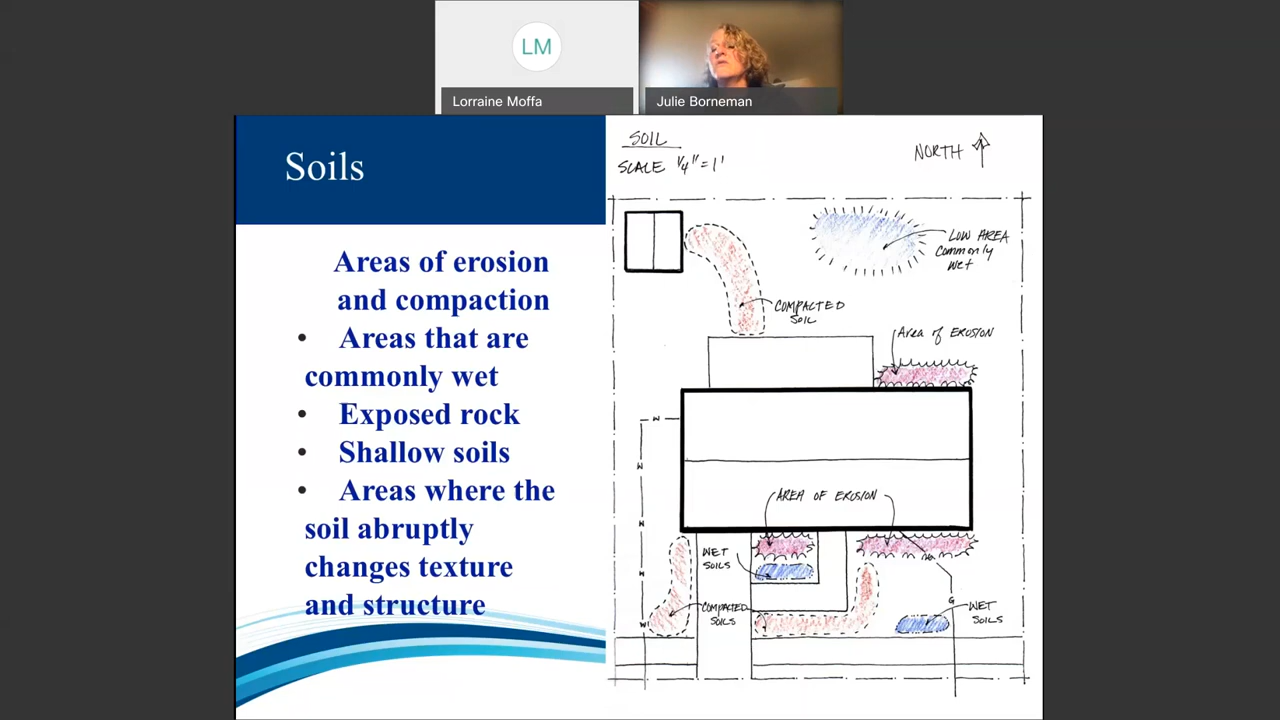 LM
Lorraine Moffa
Julie Borneman
Soils
Areas of erosion
and compaction
• Areas that are
commonly wet
• Exposed rock
• Shallow soils
• Areas where the
soil abruptly
changes texture
and structure
SOIL
SCALE 1/4" = 1'
NORTH
LOW AREA
Commonly
Wet
COMPACTED
SOIL
Area of EROSION
W
W
W
W
W
AREA OF EROSION
WET
SOILS
COMPACTED
SOILS
G
WET
SOILS